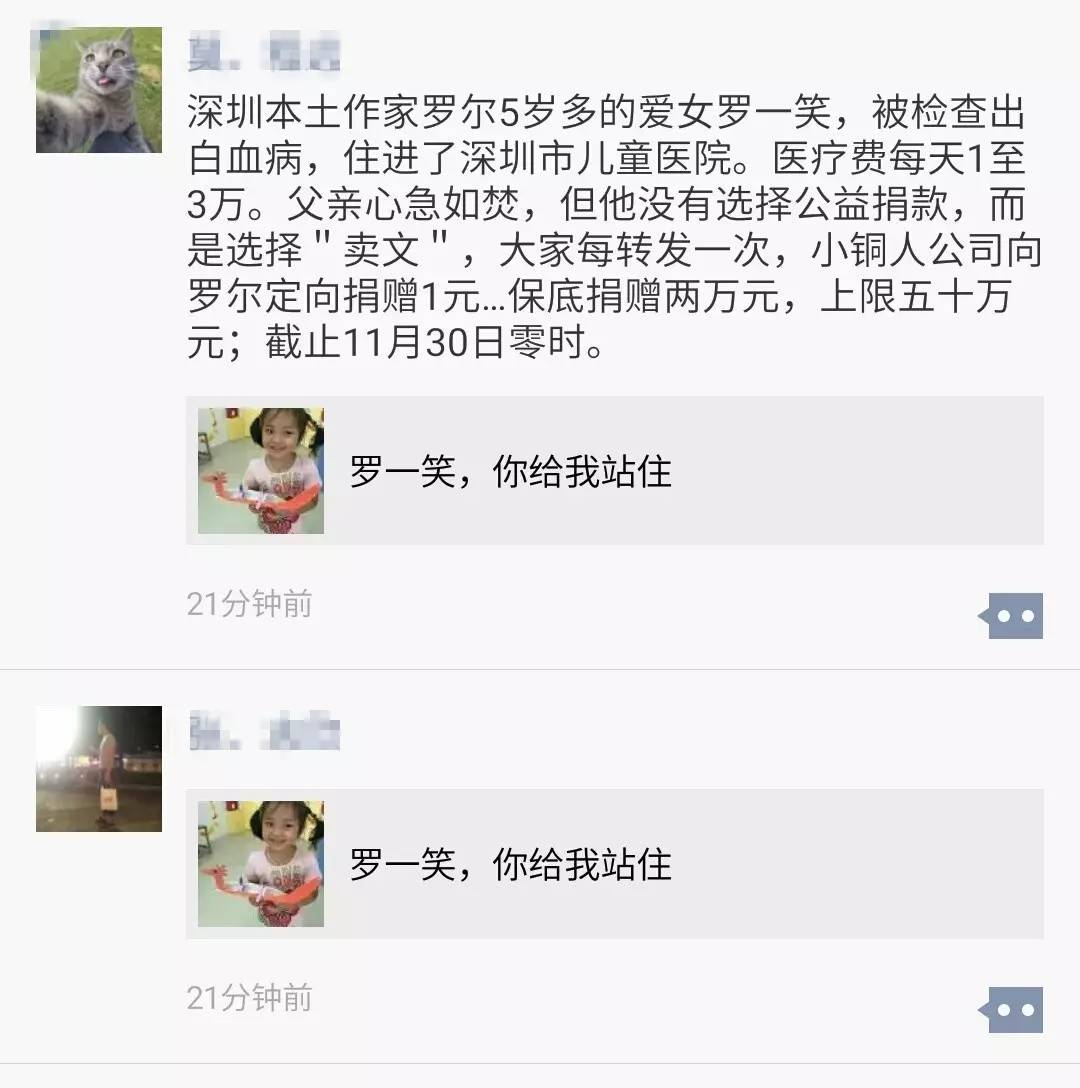 深圳本土作家罗尔5岁多的爱女罗一笑，被检查出
白血病，住进了深圳市儿童医院。医疗费每天1至
3万。父亲心急如焚，但他没有选择公益捐款，而
是选择＂卖文＂，大家每转发一次，小铜人公司向
罗尔定向捐赠1元...保底捐赠两万元，上限五十万
元；截止11月30日零时。
罗一笑，你给我站住
21分钟前
罗一笑，你给我站住
21分钟前